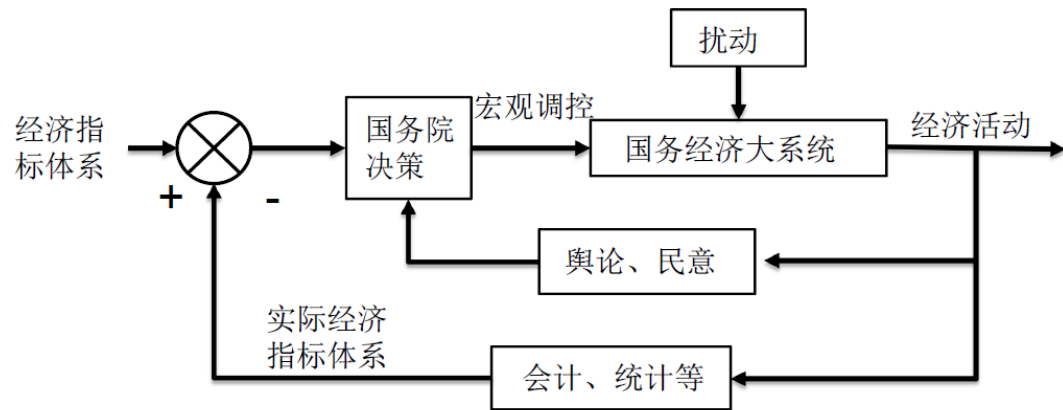 扰动
经济指
标体系
+
-
国务院
决策
宏观调控
国务经济大系统
经济活动
舆论、民意
实际经济
指标体系
会计、统计等